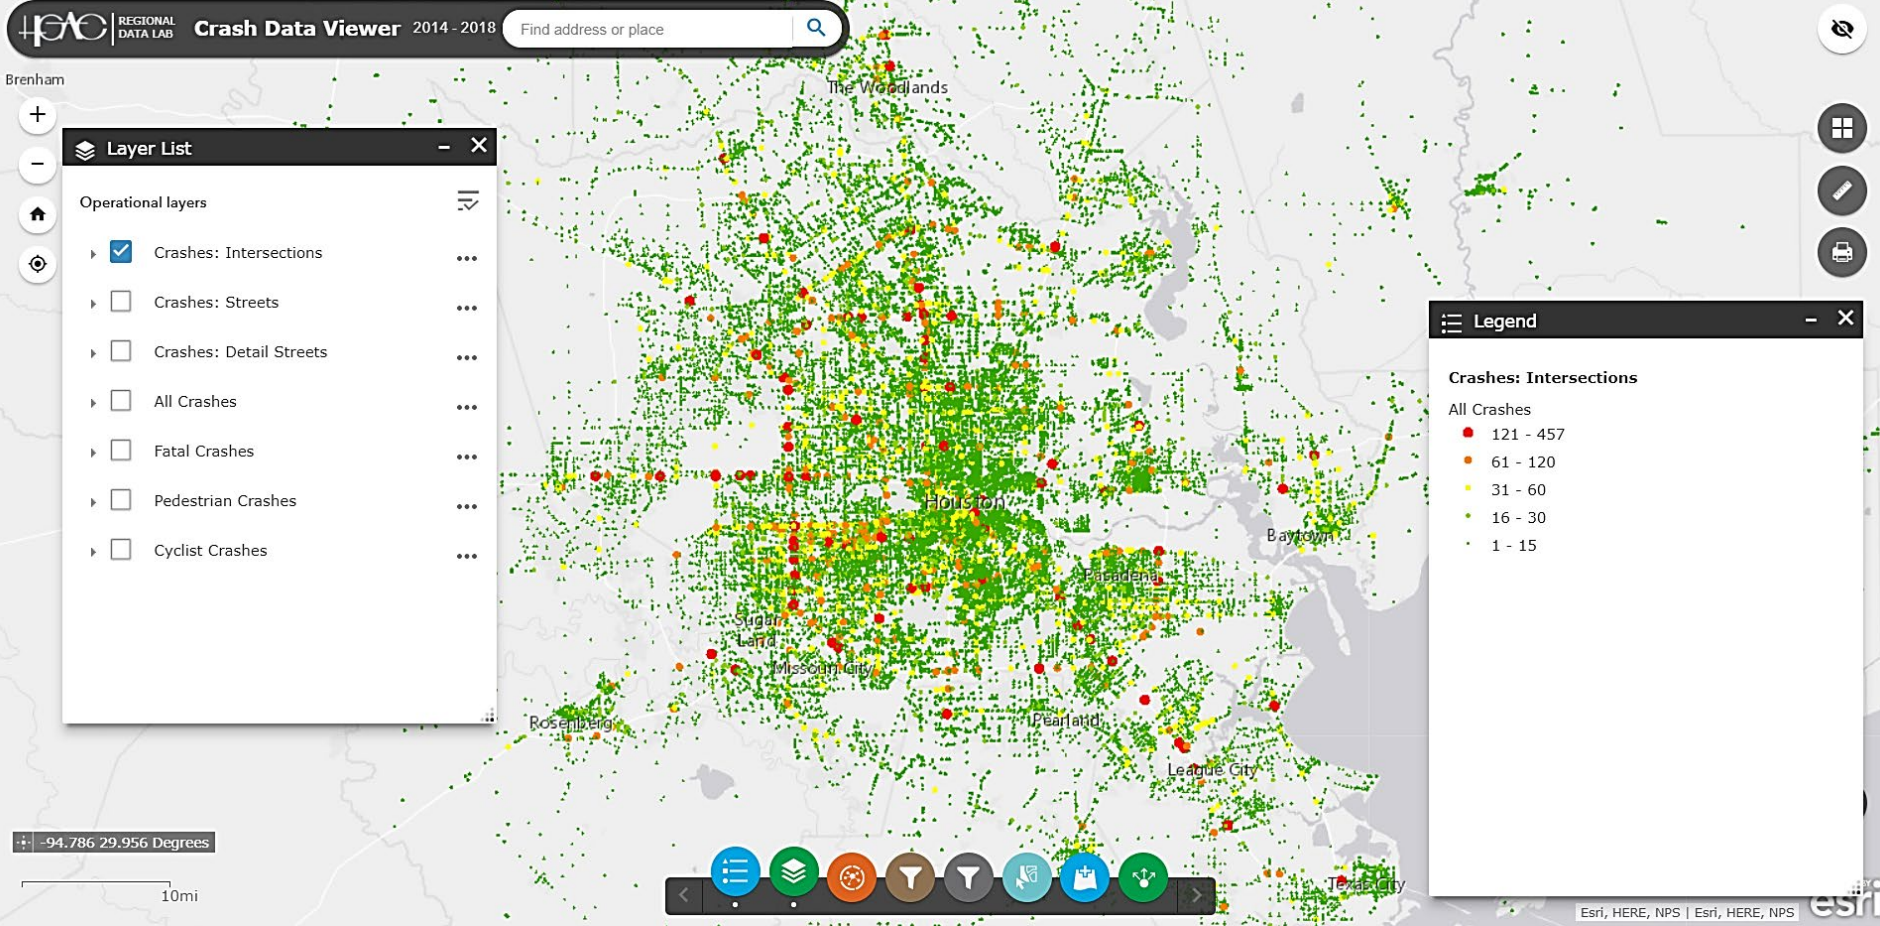 HGAC REGIONAL
DATA LAB
Crash Data Viewer 2014 - 2018
Find address or place
Brenham
The Woodlands
Layer List
Operational layers
Crashes: Intersections
Crashes: Streets
Crashes: Detail Streets
All Crashes
Fatal Crashes
Pedestrian Crashes
Cyclist Crashes
Legend
Crashes: Intersections
All Crashes
121 - 457
61 - 120
31 - 60
16 - 30
1 - 15
Houston
Baytown
Pasadena
Sugar
Land
Missouri City
Rosenberg
Pearland
League City
Texas City
-94.786 29.956 Degrees
10mi
Esri, HERE, NPS | Esri, HERE, NPS
esri